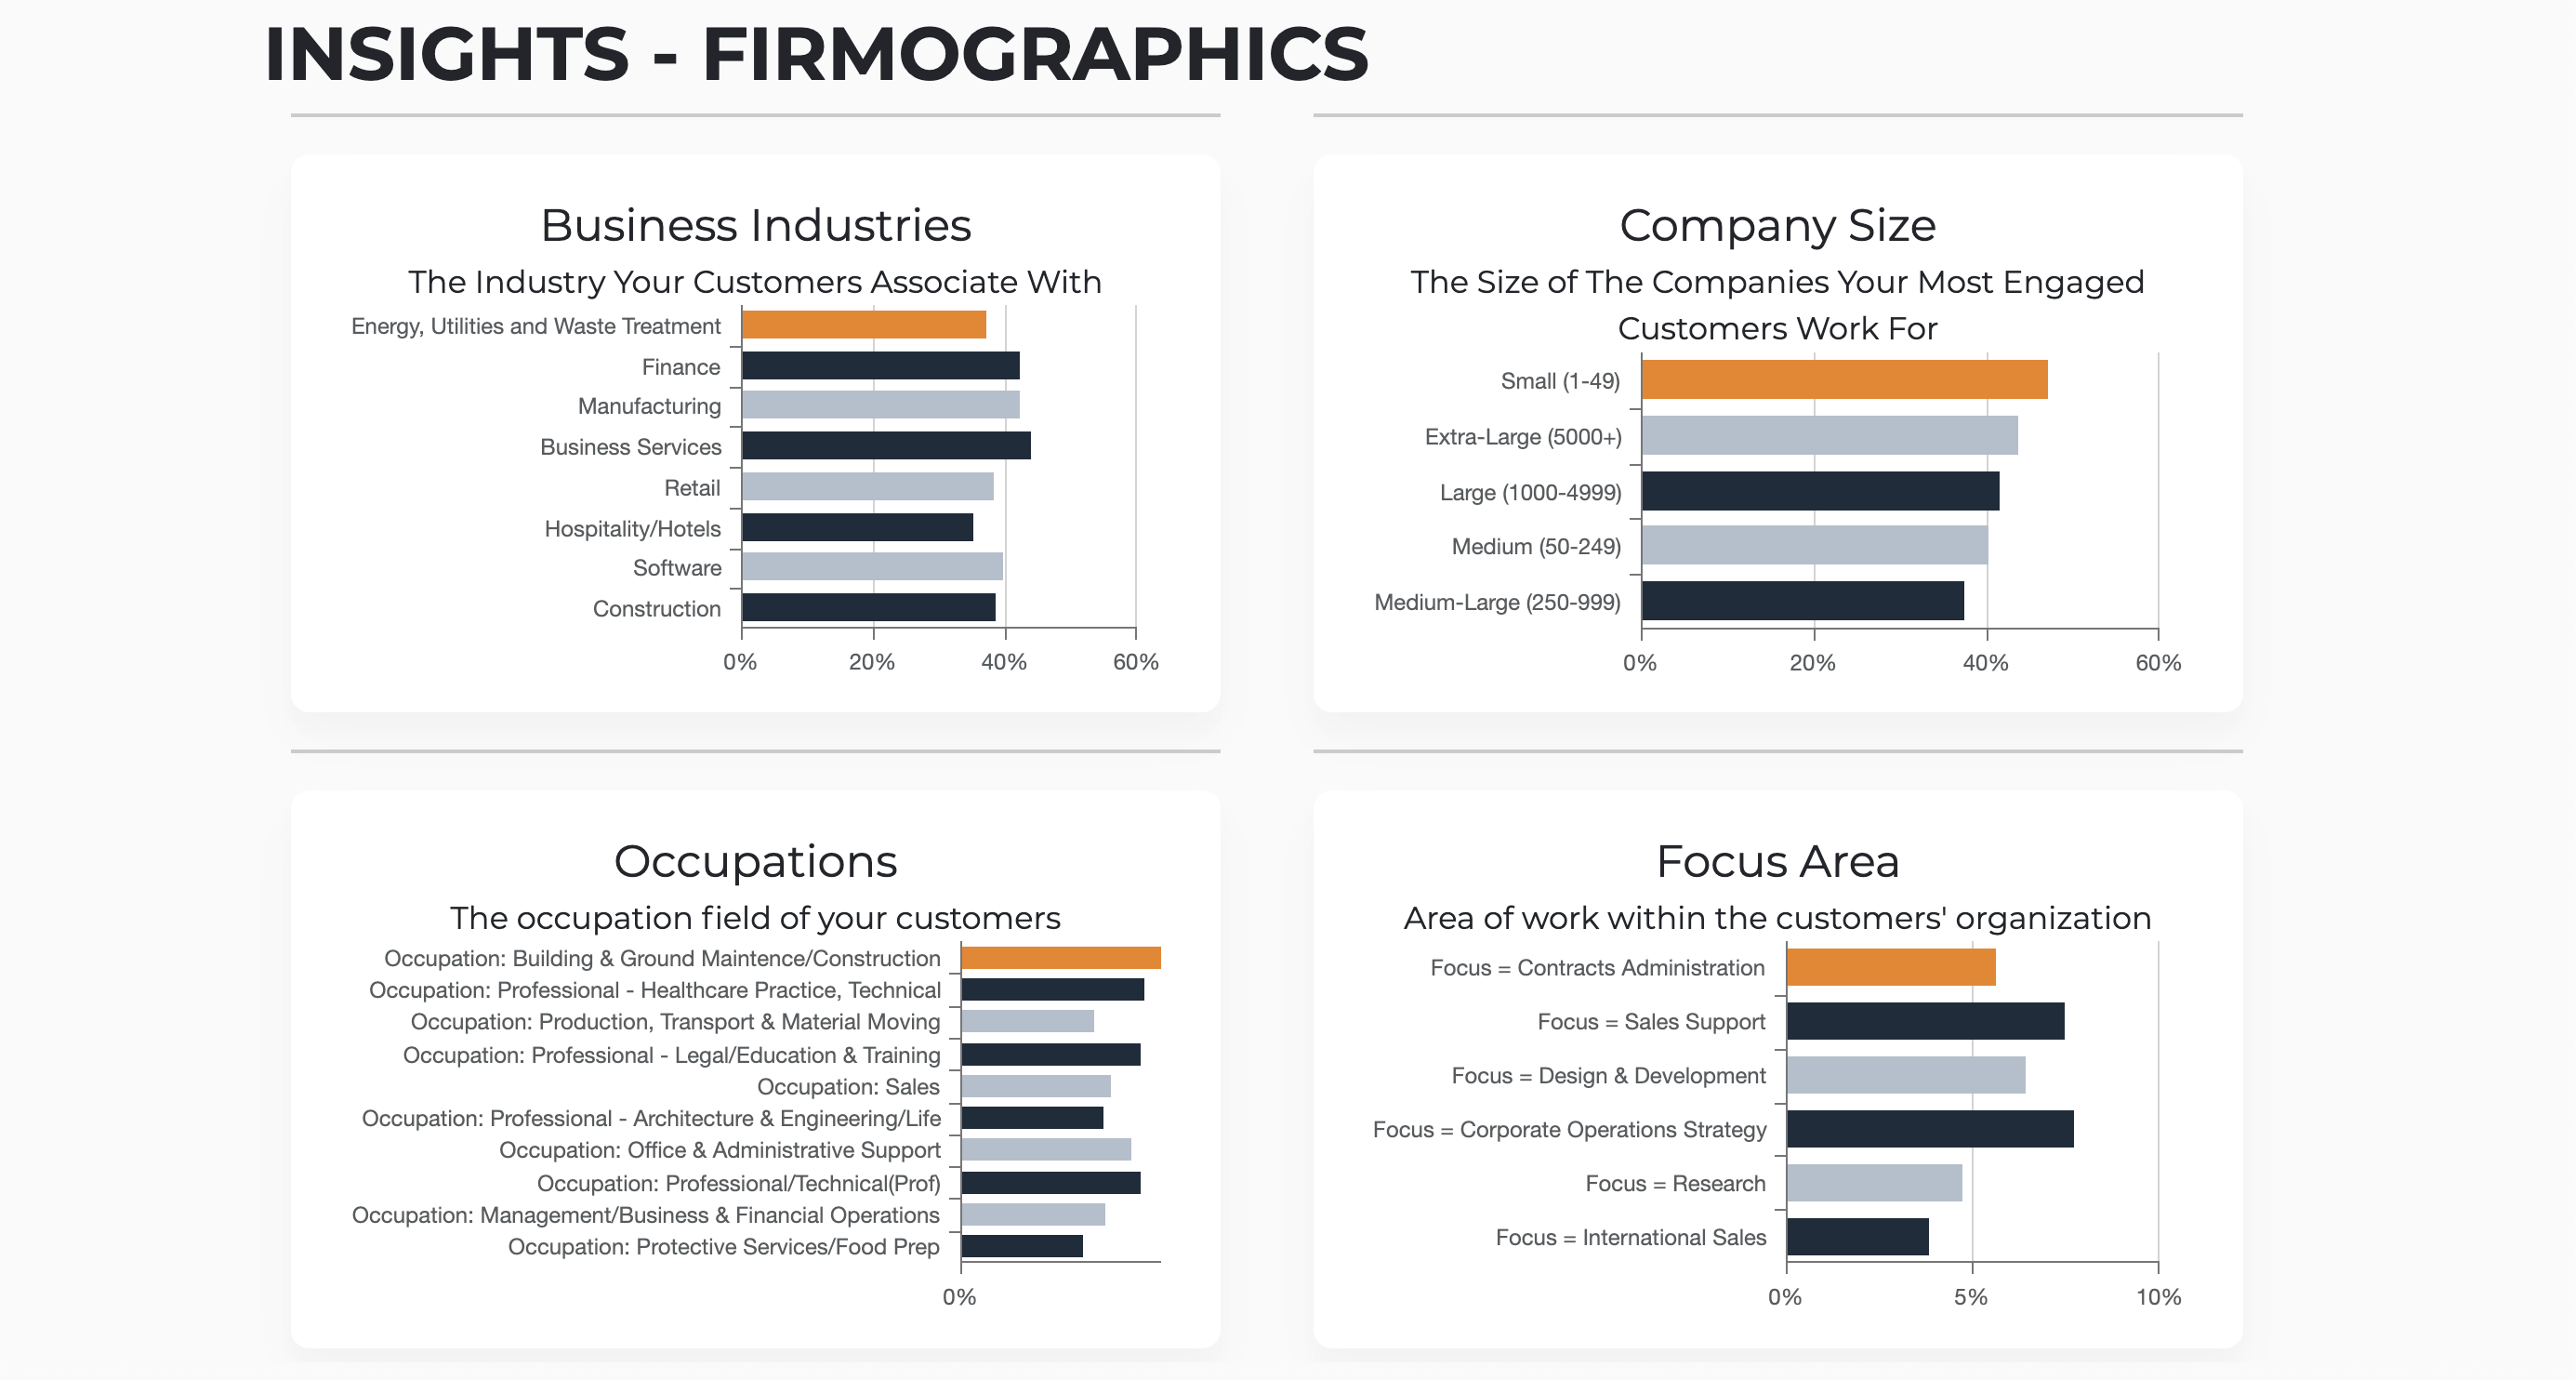 INSIGHTS - FIRMOGRAPHICS
Business Industries
The Industry Your Customers Associate With
Energy, Utilities and Waste Treatment
Finance
Manufacturing
Business Services
Retail
Hospitality/Hotels
Software
Construction
0% 20% 40% 60%
Company Size
The Size of The Companies Your Most Engaged
Customers Work For
Small (1-49)
Extra-Large (5000+)
Large (1000-4999)
Medium (50-249)
Medium-Large (250-999)
0% 20% 40% 60%
Occupations
The occupation field of your customers
Occupation: Building & Ground Maintence/Construction
Occupation: Professional - Healthcare Practice, Technical
Occupation: Production, Transport & Material Moving
Occupation: Professional - Legal/Education & Training
Occupation: Sales
Occupation: Professional - Architecture & Engineering/Life
Occupation: Office & Administrative Support
Occupation: Professional/Technical(Prof)
Occupation: Management/Business & Financial Operations
Occupation: Protective Services/Food Prep
0%
Focus Area
Area of work within the customers' organization
Focus = Contracts Administration
Focus = Sales Support
Focus = Design & Development
Focus = Corporate Operations Strategy
Focus = Research
Focus = International Sales
0% 5% 10%